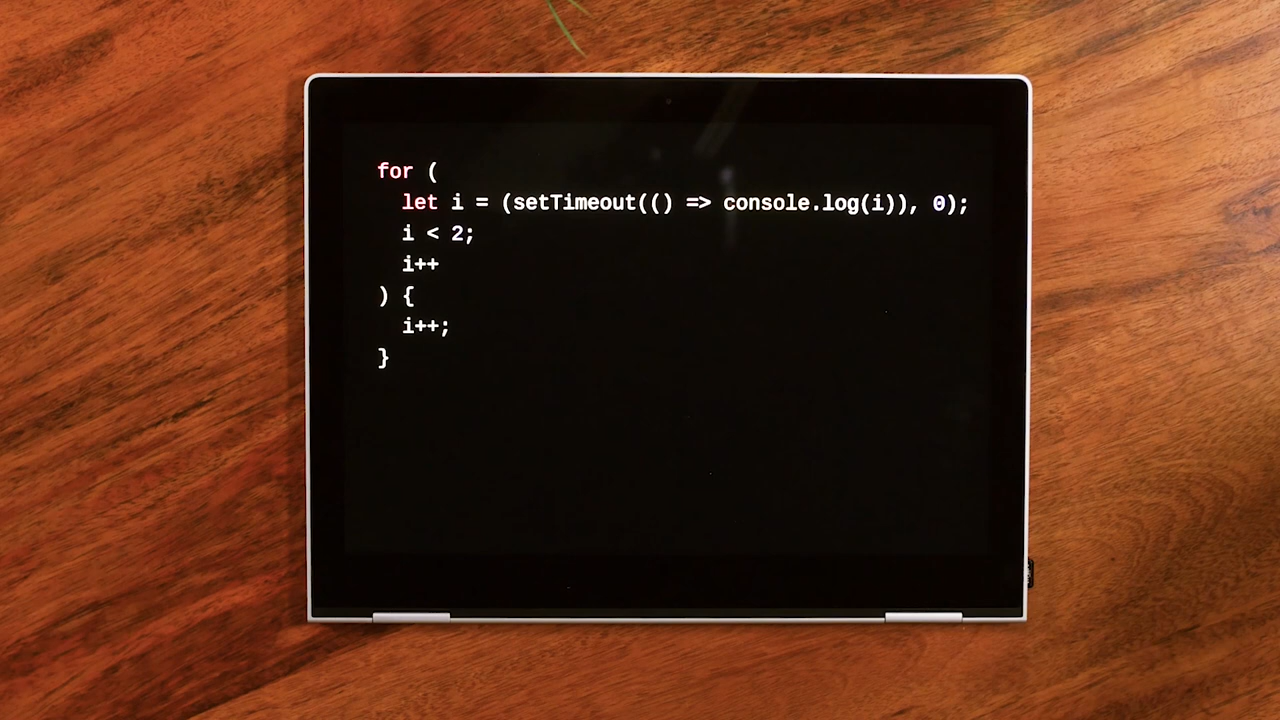 for (
let i = (setTimeout(() => console.log(i)), 0);
i < 2;
i++
) {
i++;
}